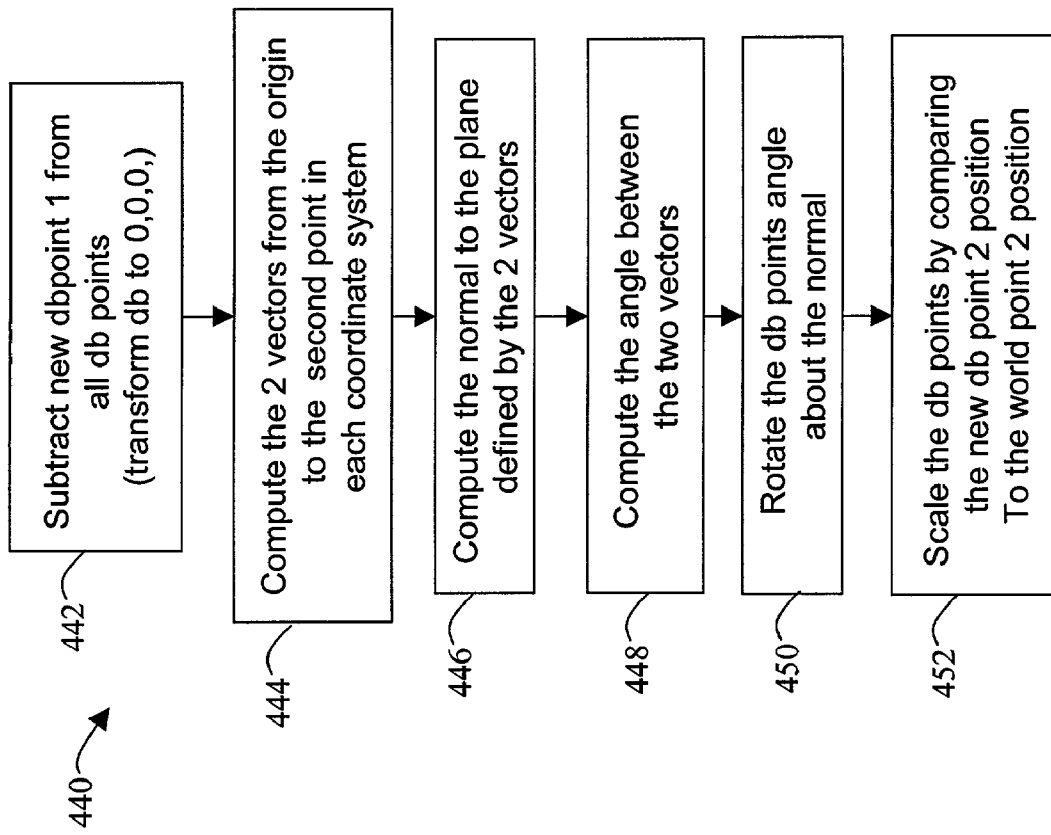 440
442
Subtract new dbpoint 1 from
all db points
(transform db to 0,0,0,)
444
Compute the 2 vectors from the origin
to the second point in
each coordinate system
446
Compute the normal to the plane
defined by the 2 vectors
448
Compute the angle between
the two vectors
450
Rotate the db points angle
about the normal
452
Scale the db points by comparing
the new db point 2 position
To the world point 2 position